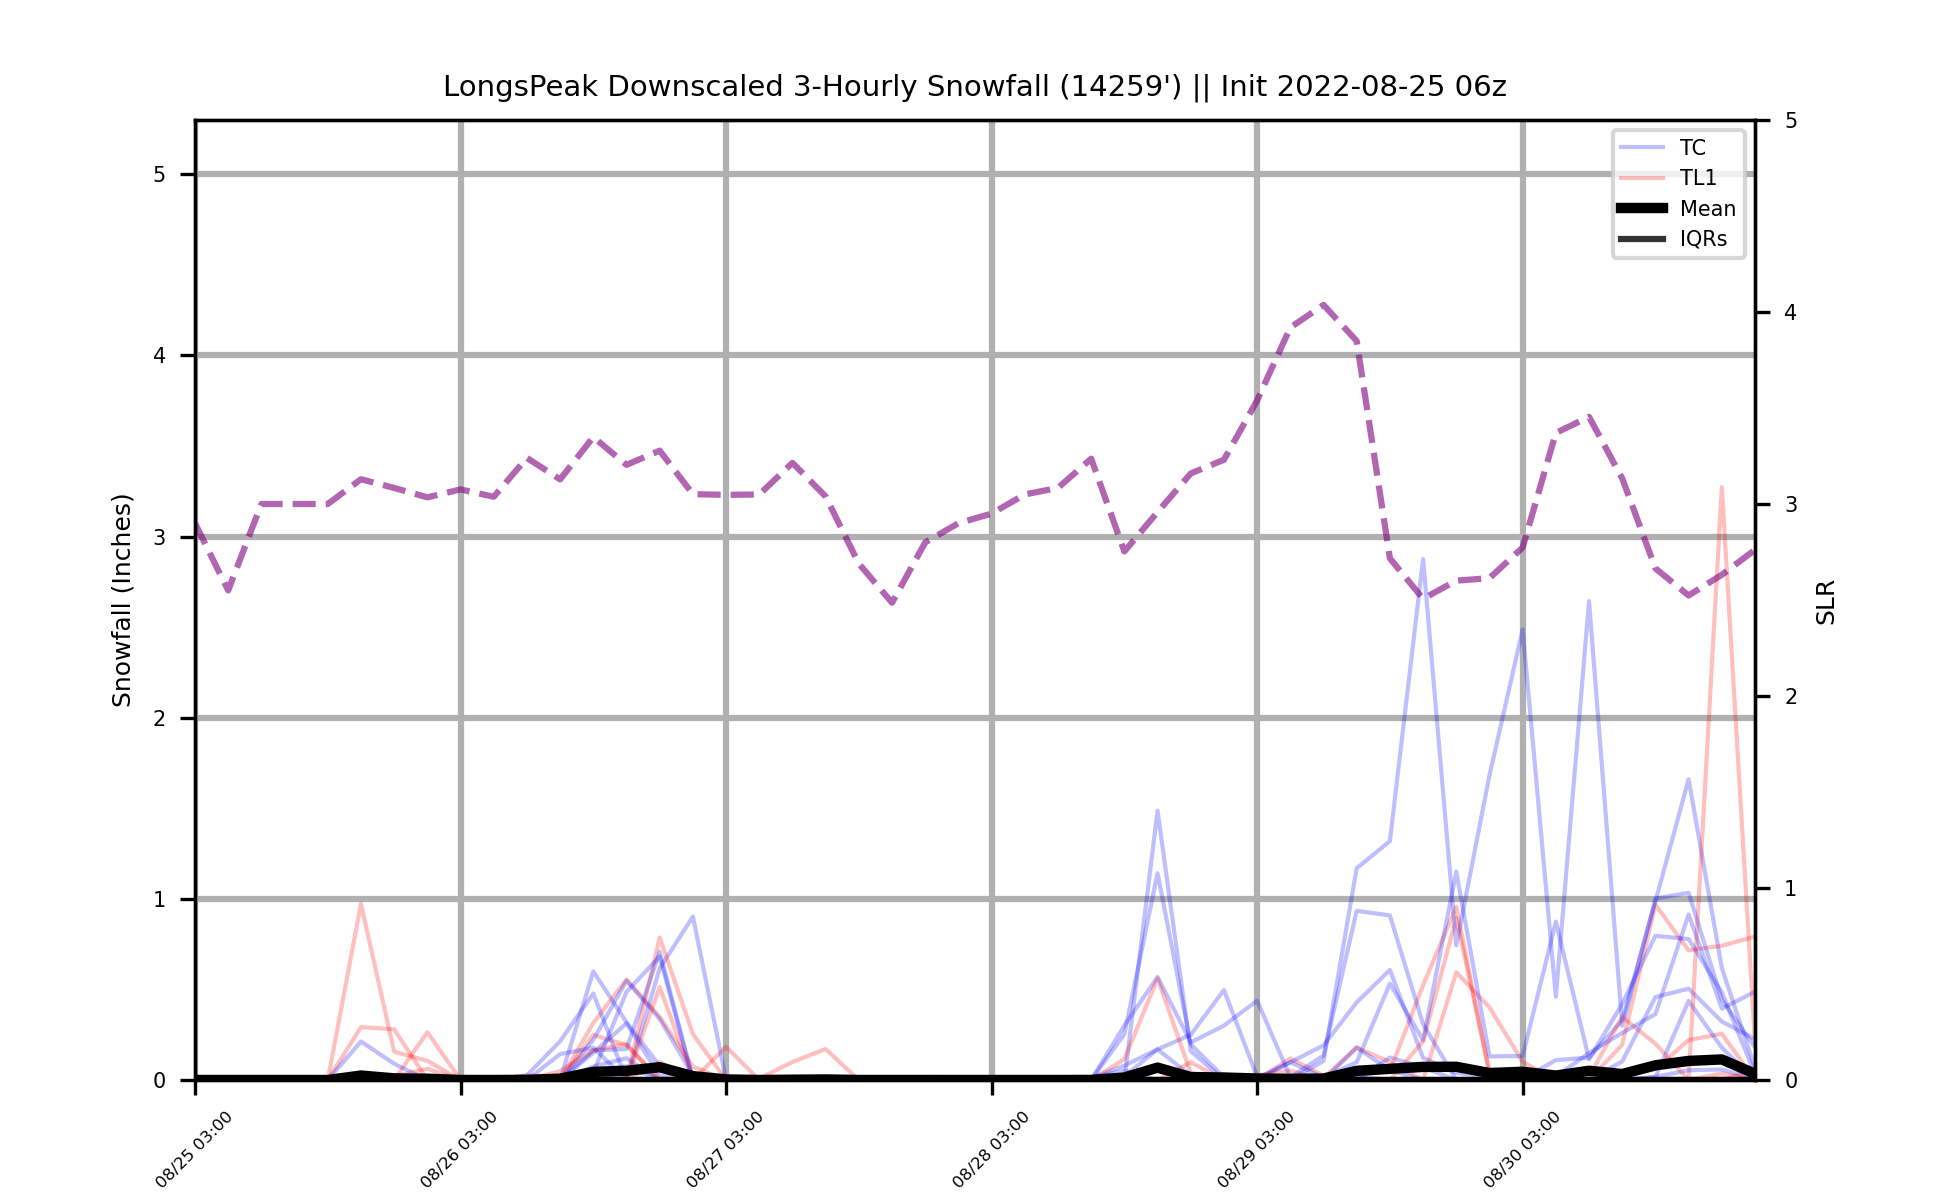 LongsPeak Downscaled 3-Hourly Snowfall (14259') || Init 2022-08-25 06z
TC
TL1
Mean
IQRs
Snowfall (Inches)
5
4
3
2
1
0
SLR
5
4
3
2
1
0
08/25 03:00
08/26 03:00
08/27 03:00
08/28 03:00
08/29 03:00
08/30 03:00